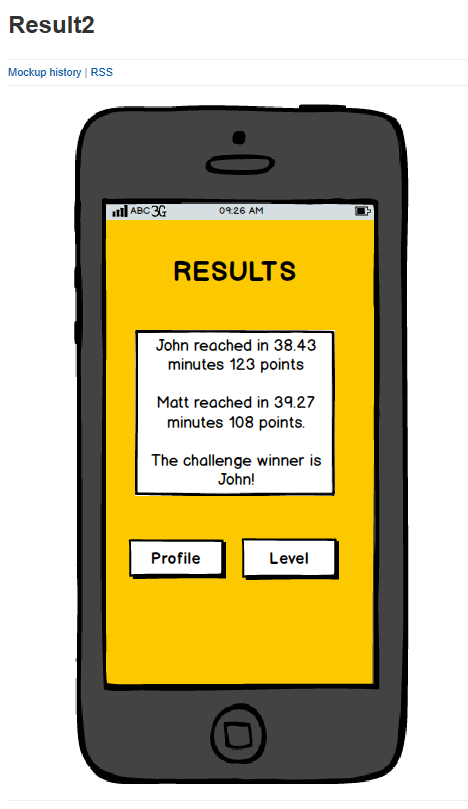 Result2
Mockup history | RSS
ABC 3G 09:26 AM
RESULTS
John reached in 38.43
minutes 123 points
Matt reached in 39.27
minutes 108 points.
The challenge winner is
John!
Profile Level